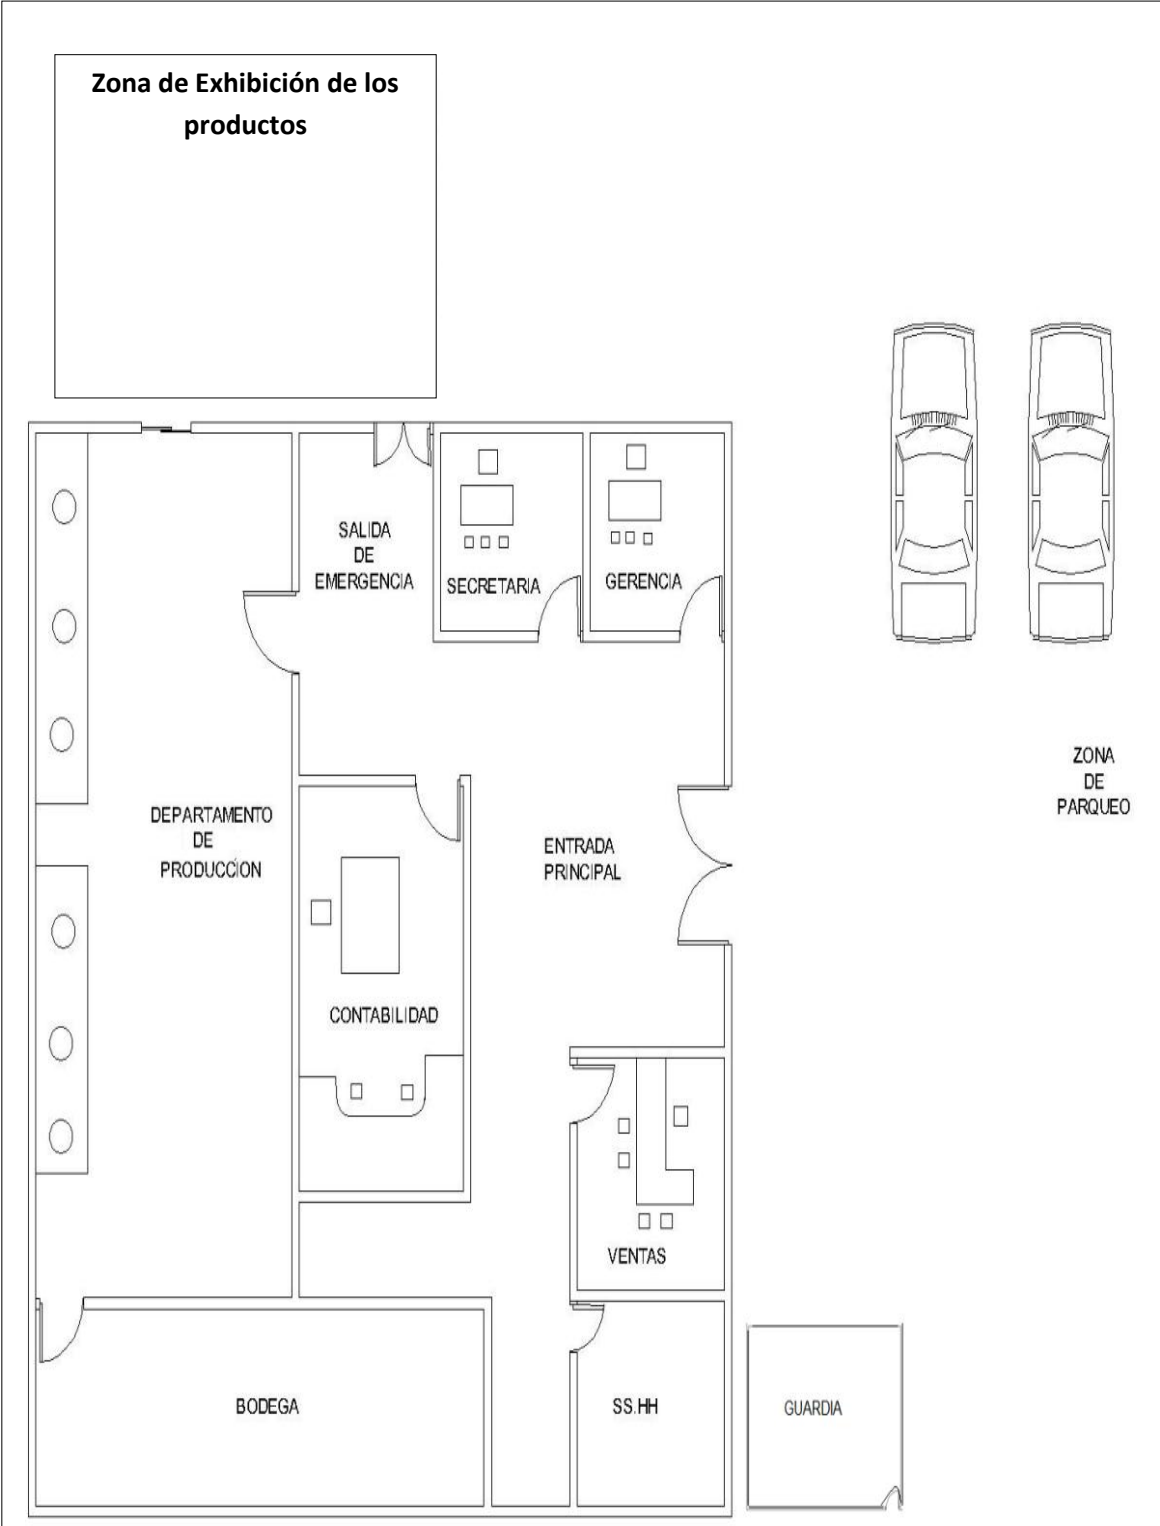 Zona de Exhibición de los
productos
SALIDA
DE
EMERGENCIA
SECRETARIA
GERENCIA
ZONA
DE
PARQUEO
DEPARTAMENTO
DE
PRODUCCION
ENTRADA
PRINCIPAL
CONTABILIDAD
VENTAS
BODEGA
SS.HH
GUARDIA